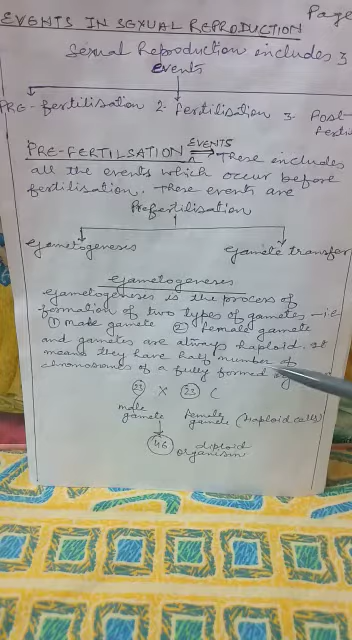 Page
EVENTS IN SEXUAL REPRODUCTION
Sexual Reproduction includes 3
Events
PRE-fertilisation 2. Fertilisation 3. Post-
Ferti
PRE-FERTILSATION EVENTS → These includes
all the events which occur before
fertilisation. These events are
Prefertilisation
Gametogenesis Gamete transfer
Gametogenesis
Gametogenesis is the process of
formation of two types of gametes - i.e
① Male gamete ② female gamete
and gametes are always haploid. It
means they have half number of
chromosomes of a fully formed
23 X 23 (
male female
gamete gamete (Haploid cells)
46 diploid
organism